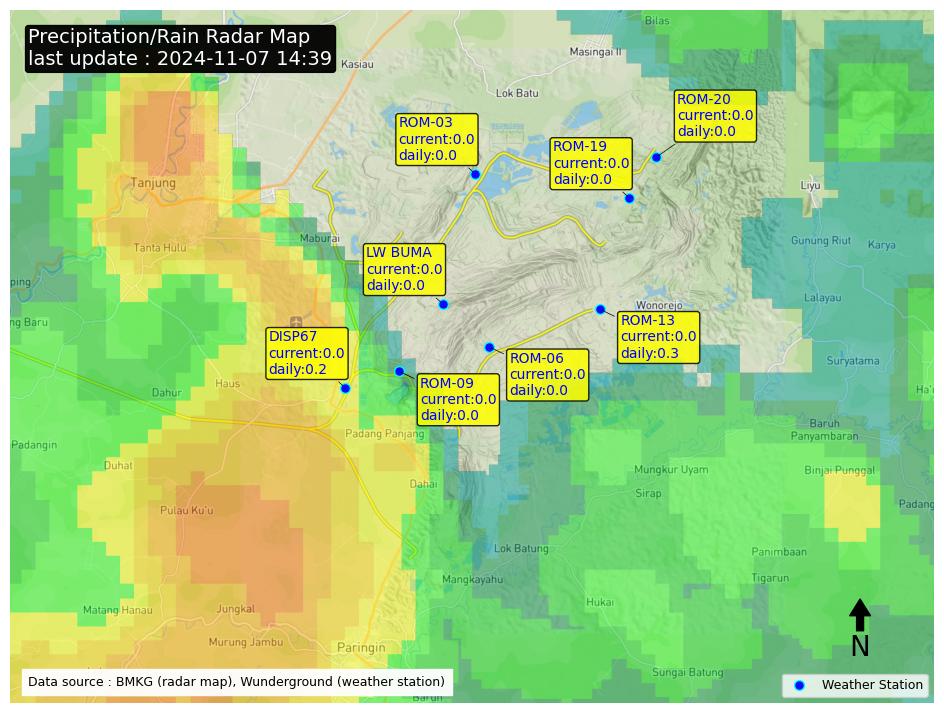 Precipitation/Rain Radar Map
last update : 2024-11-07 14:39
Bilas
Masingai II
Kasiau
Lok Batu
ROM-20
current:0.0
daily:0.0
ROM-03
current:0.0
daily:0.0
ROM-19
current:0.0
daily:0.0
Tanjung
Liyu
Tanta Hulu
Maburai
Gunung Riut
Karya
LW BUMA
current:0.0
daily:0.0
ping
Lalayau
Wonorejo
ng Baru
ROM-13
current:0.0
daily:0.3
DISP67
current:0.0
daily:0.2
ROM-06
current:0.0
daily:0.0
Suryatama
Haus
Dahur
Ha'u
ROM-09
current:0.0
daily:0.0
Baruh
Panyambaran
Padang Panjang
Padangin
Duhat
Mungkur Uyam
Binjai Punggal
Dahai
Sirap
Padang
Pulau Ku'u
Lok Batung
Panimbaan
Mangkayahu
Tigarun
Hukai
Matang Hanau
Jungkal
Murung Jambu
Paringin
N
Sungai Batung
Data source : BMKG (radar map), Wunderground (weather station)
Weather Station
Baruh